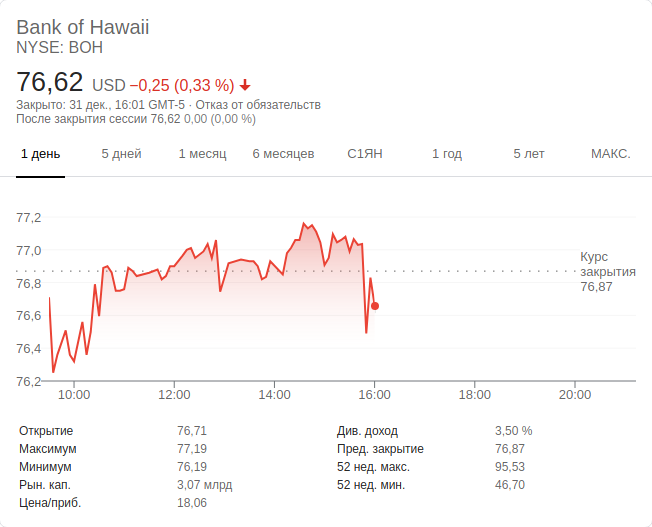 Bank of Hawaii
NYSE: BOH
76,62 USD −0,25 (0,33 %)
Закрыто: 31 дек., 16:01 GMT-5 · Отказ от обязательств
После закрытия сессии 76,62 0,00 (0,00 %)
1 день 5 дней 1 месяц 6 месяцев С1ЯН 1 год 5 лет МАКС.
77,2
77,0
76,8
76,6
76,4
76,2
Курс
закрытия
76,87
10:00 12:00 14:00 16:00 18:00 20:00
Открытие 76,71
Максимум 77,19
Минимум 76,19
Рын. кап. 3,07 млрд
Цена/приб. 18,06
Див. доход 3,50 %
Пред. закрытие 76,87
52 нед. макс. 95,53
52 нед. мин. 46,70